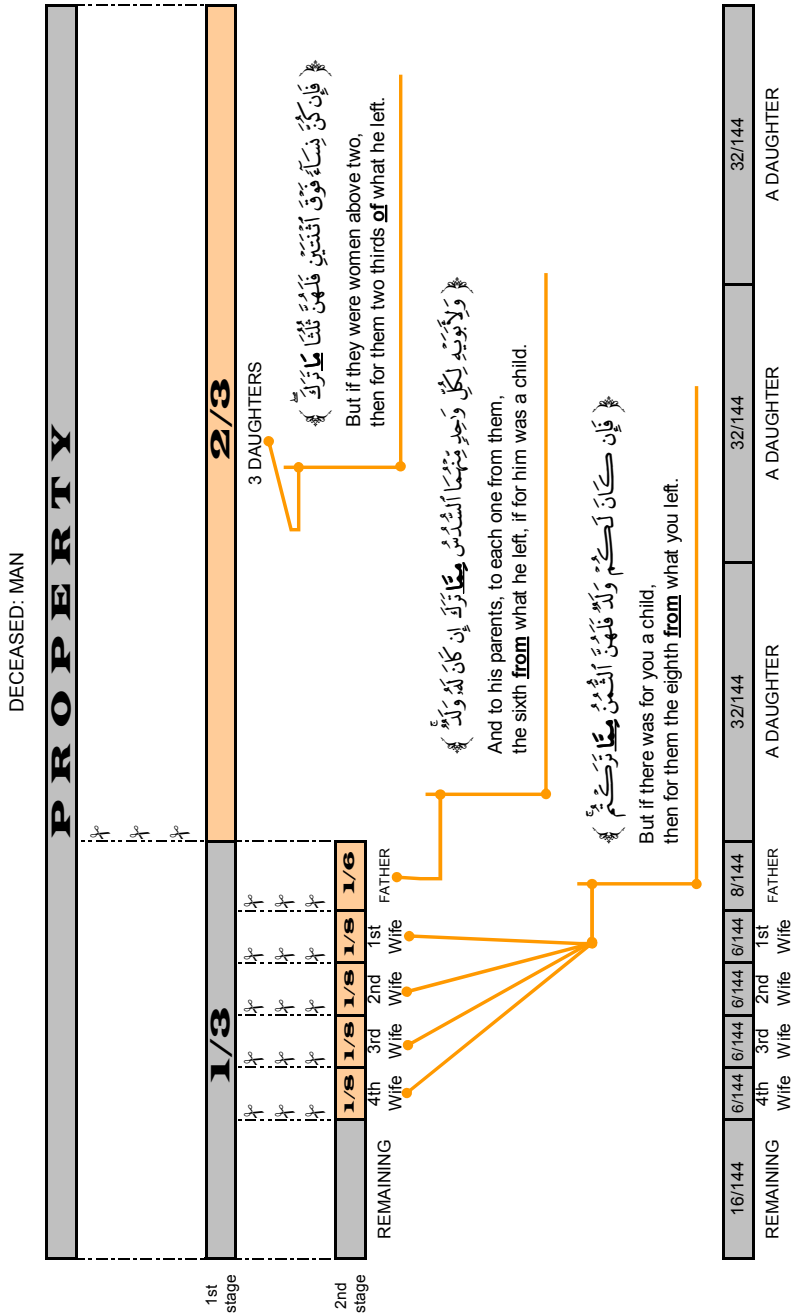 DECEASED: MAN
PROPERTY
1st
stage
1/3
2/3
3 DAUGHTERS
﴿ فَإِن كُنَّ نِسَآءً فَوْقَ ٱثْنَتَيْنِ فَلَهُنَّ ثُلُثَا مَا تَرَكَ ۖ ﴾
But if they were women above two,
then for them two thirds of what he left.
2nd
stage
REMAINING
1/8
4th
Wife
1/8
3rd
Wife
1/8
2nd
Wife
1/8
1st
Wife
1/6
FATHER
﴿ وَلِأَبَوَيْهِ لِكُلِّ وَٰحِدٍ مِّنْهُمَا ٱلسُّدُسُ مِمَّا تَرَكَ إِن كَانَ لَهُۥ وَلَدٌ ۚ ﴾
And to his parents, to each one from them,
the sixth from what he left, if for him was a child.
﴿ فَإِن كَانَ لَكُمْ وَلَدٌ فَلَهُنَّ ٱلثُّمُنُ مِمَّا تَرَكْتُم ۚ ﴾
But if there was for you a child,
then for them the eighth from what you left.
16/144
REMAINING
6/144
4th
Wife
6/144
3rd
Wife
6/144
2nd
Wife
6/144
1st
Wife
8/144
FATHER
32/144
A DAUGHTER
32/144
A DAUGHTER
32/144
A DAUGHTER